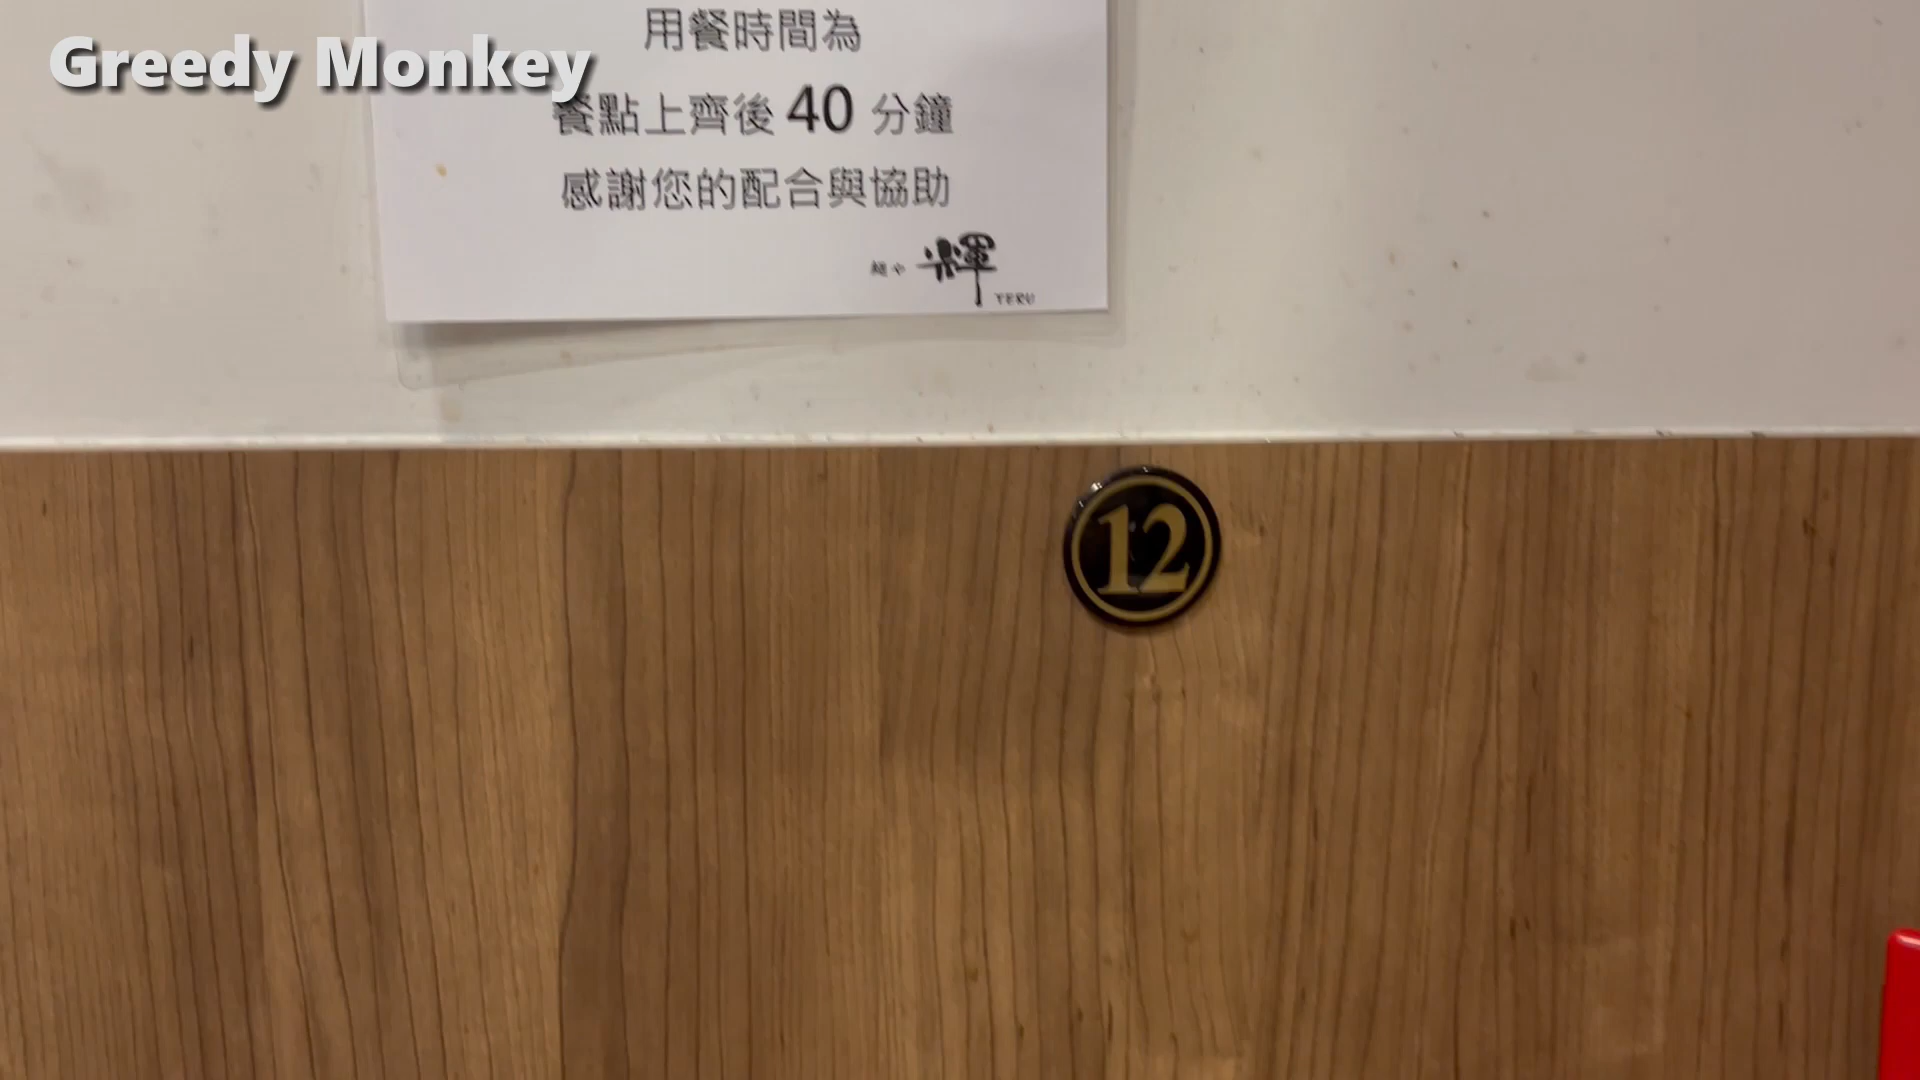 Greedy Monkey
用餐時間為
餐點上齊後 40 分鐘
感謝您的配合與協助
麺や 輝
TERU
12